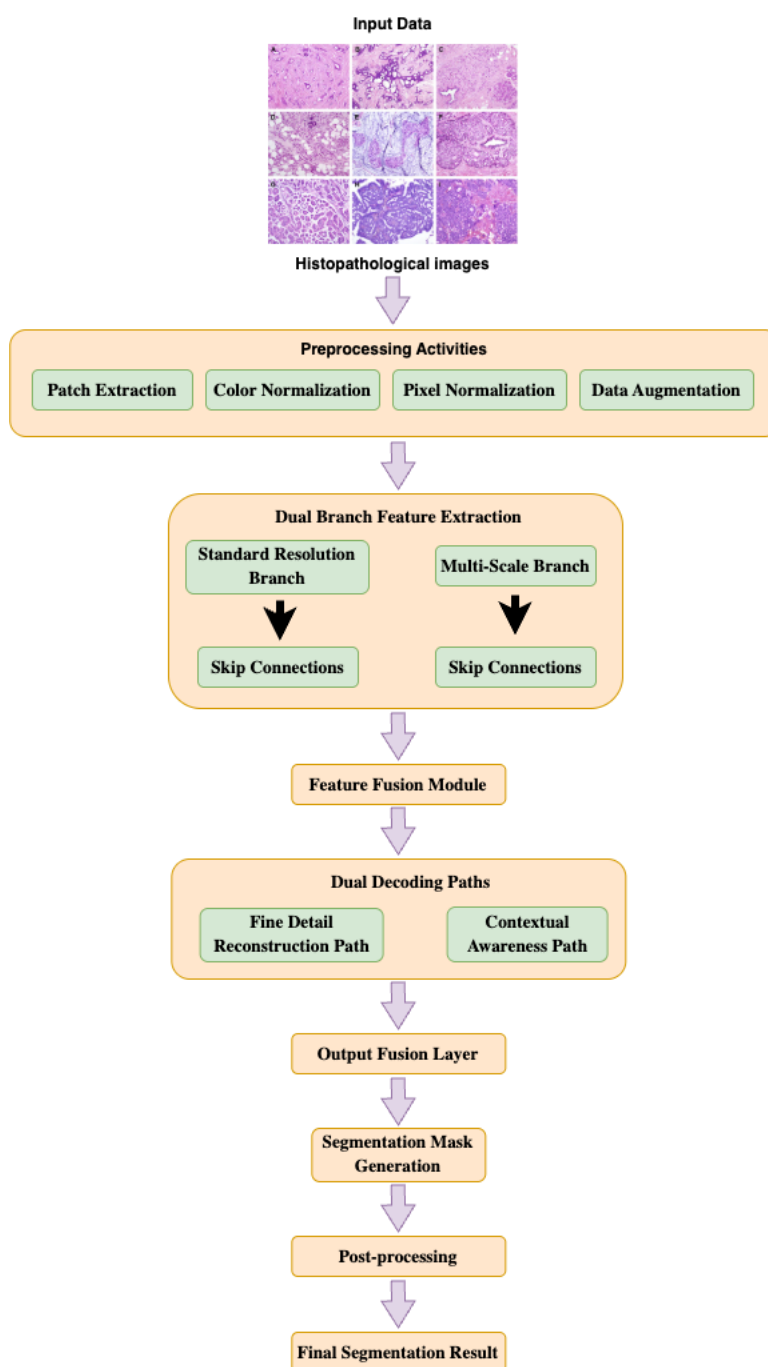 Input Data
A
B
C
D
E
F
G
H
I
Histopathological images
Preprocessing Activities
Patch Extraction
Color Normalization
Pixel Normalization
Data Augmentation
Dual Branch Feature Extraction
Standard Resolution
Branch
Multi-Scale Branch
Skip Connections
Skip Connections
Feature Fusion Module
Dual Decoding Paths
Fine Detail
Reconstruction Path
Contextual
Awareness Path
Output Fusion Layer
Segmentation Mask
Generation
Post-processing
Final Segmentation Result